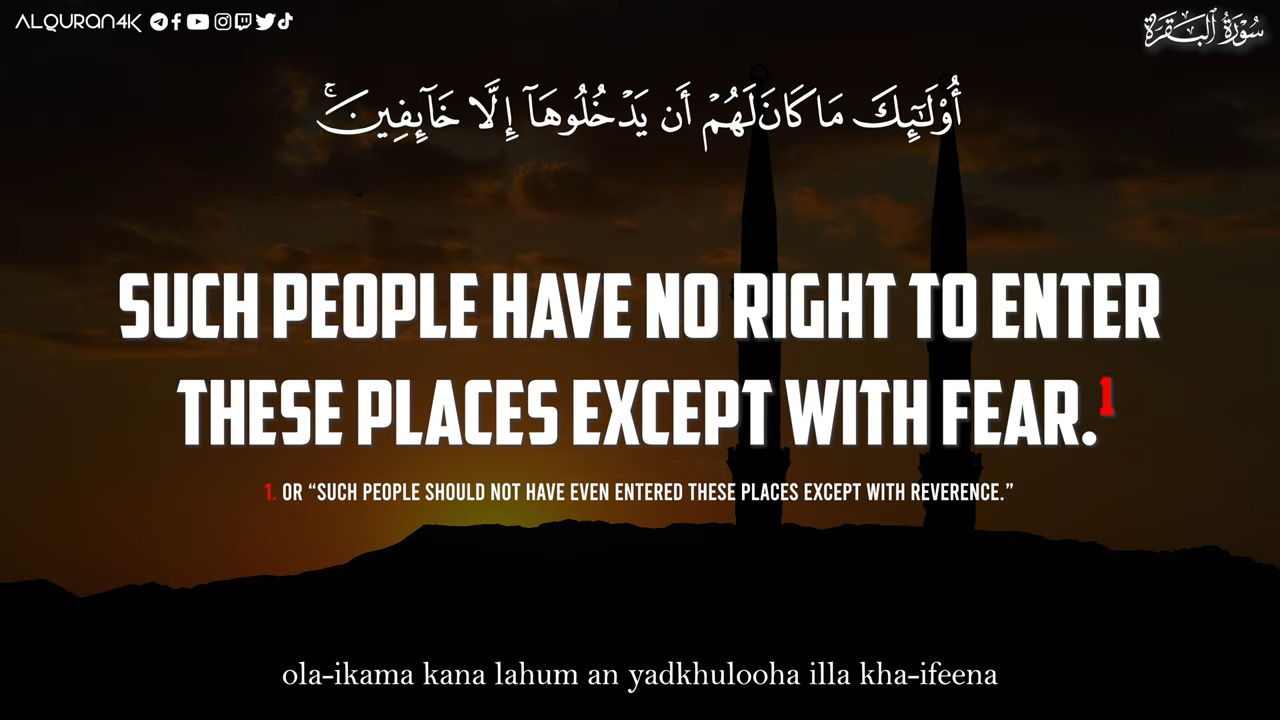 ALQURAN4K
سُورَةُ ٱلْبَقَرَةِ
أُو۟لَـٰٓئِكَ مَا كَانَ لَهُمْ أَن يَدْخُلُوهَآ إِلَّا خَآئِفِينَ ۚ
SUCH PEOPLE HAVE NO RIGHT TO ENTER
THESE PLACES EXCEPT WITH FEAR.1
1. OR “SUCH PEOPLE SHOULD NOT HAVE EVEN ENTERED THESE PLACES EXCEPT WITH REVERENCE.”
ola-ikama kana lahum an yadkhulooha illa kha-ifeena